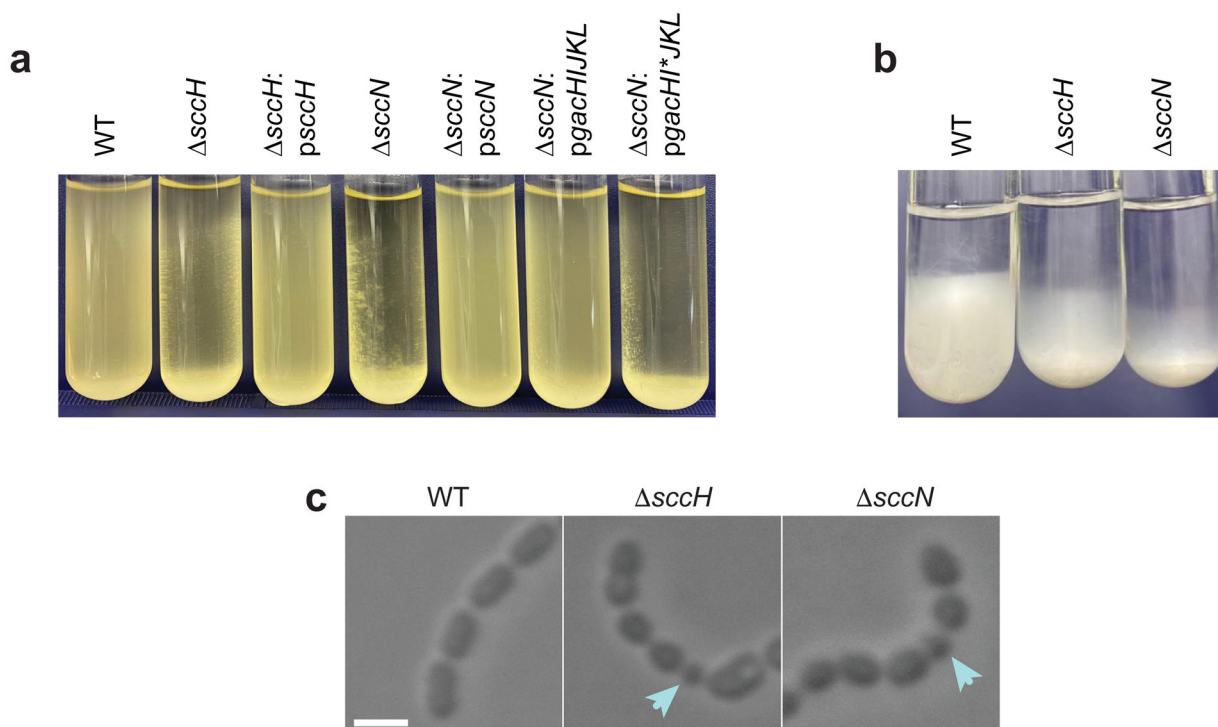 a
WT
ΔsccH
ΔsccH:
psccH
ΔsccN
ΔsccN:
psccN
ΔsccN:
pgacHIJKL
ΔsccN:
pgacHI*JKL
b
WT
ΔsccH
ΔsccN
c
WT
ΔsccH
ΔsccN